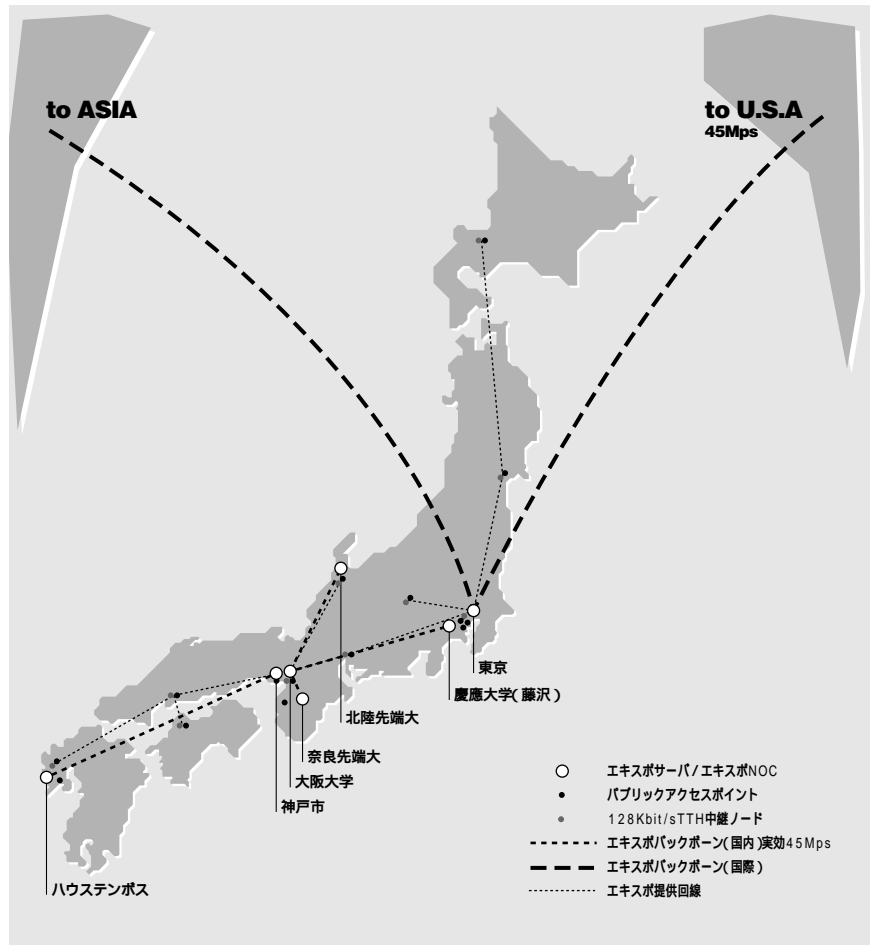 to ASIA
to U.S.A
45Mps
東京
慶應大学(藤沢)
北陸先端大
奈良先端大
大阪大学
神戸市
ハウステンボス
エキスポサーバ/エキスポNOC
パブリックアクセスポイント
128Kbit/sTTH中継ノード
エキスポバックボーン(国内)実効45Mps
エキスポバックボーン(国際)
エキスポ提供回線